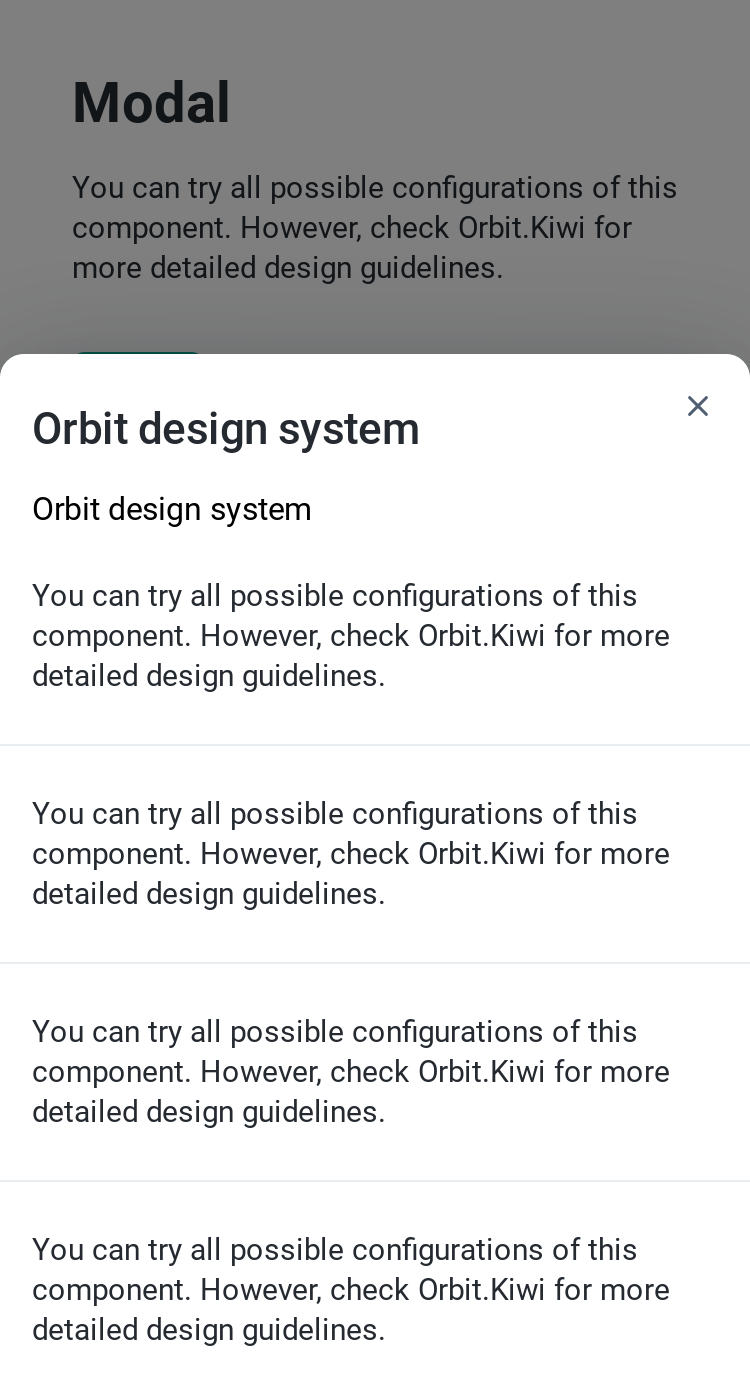 Modal
You can try all possible configurations of this
component. However, check Orbit.Kiwi for
more detailed design guidelines.
Orbit design system
Orbit design system
You can try all possible configurations of this
component. However, check Orbit.Kiwi for more
detailed design guidelines.
You can try all possible configurations of this
component. However, check Orbit.Kiwi for more
detailed design guidelines.
You can try all possible configurations of this
component. However, check Orbit.Kiwi for more
detailed design guidelines.
You can try all possible configurations of this
component. However, check Orbit.Kiwi for more
detailed design guidelines.